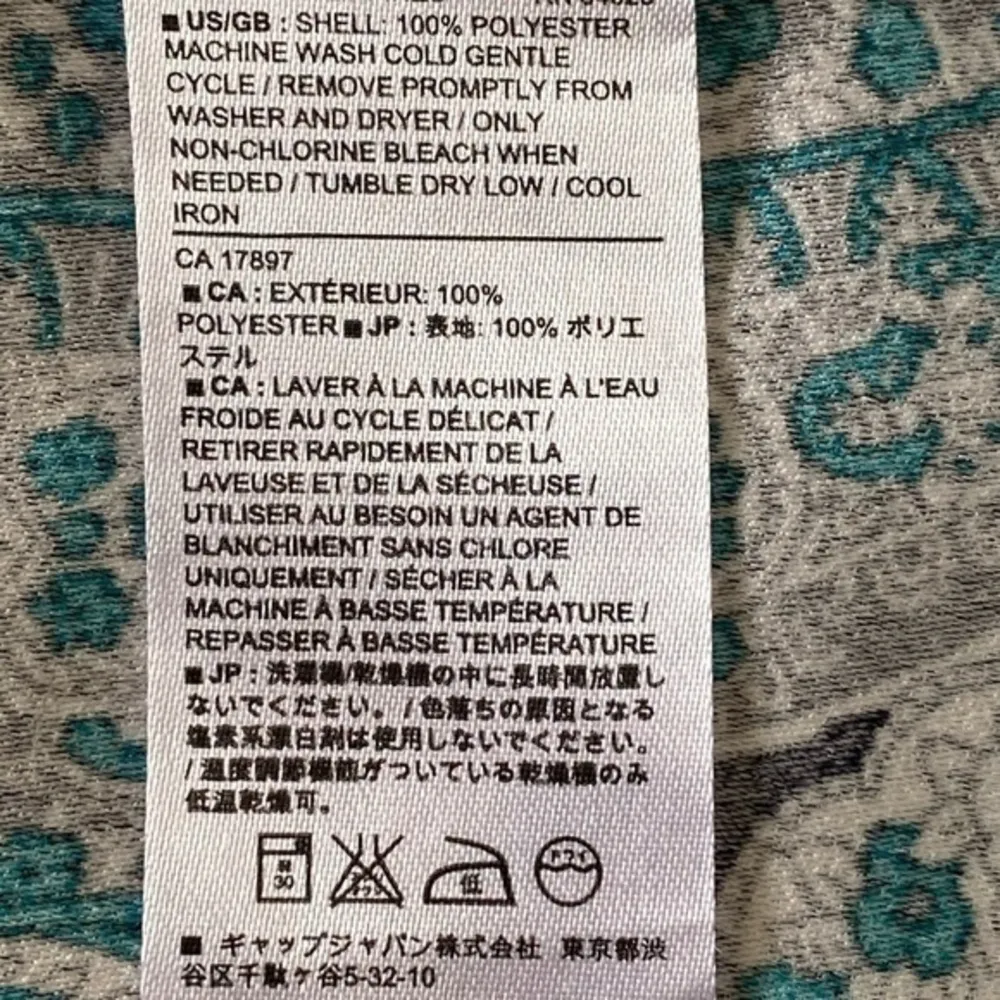 ■ US/GB : SHELL: 100% POLYESTER
MACHINE WASH COLD GENTLE
CYCLE / REMOVE PROMPTLY FROM
WASHER AND DRYER / ONLY
NON-CHLORINE BLEACH WHEN
NEEDED / TUMBLE DRY LOW / COOL
IRON
CA 17897
■ CA : EXTÉRIEUR: 100%
POLYESTER ■ JP : 表地: 100% ポリエ
ステル
■ CA : LAVER À LA MACHINE À L'EAU
FROIDE AU CYCLE DÉLICAT /
RETIRER RAPIDEMENT DE LA
LAVEUSE ET DE LA SÉCHEUSE /
UTILISER AU BESOIN UN AGENT DE
BLANCHIMENT SANS CHLORE
UNIQUEMENT / SÉCHER À LA
MACHINE À BASSE TEMPÉRATURE /
REPASSER À BASSE TEMPÉRATURE
■ JP : 洗濯機/乾燥機の中に長時間放置し
ないでください。 / 色落ちの原因となる
塩素系漂白剤は使用しないでください。
/ 温度調節機能がついている乾燥機のみ
低温乾燥可。
30 低 ドライ
■ ギャップジャパン株式会社 東京都渋
谷区千駄ヶ谷5-32-10